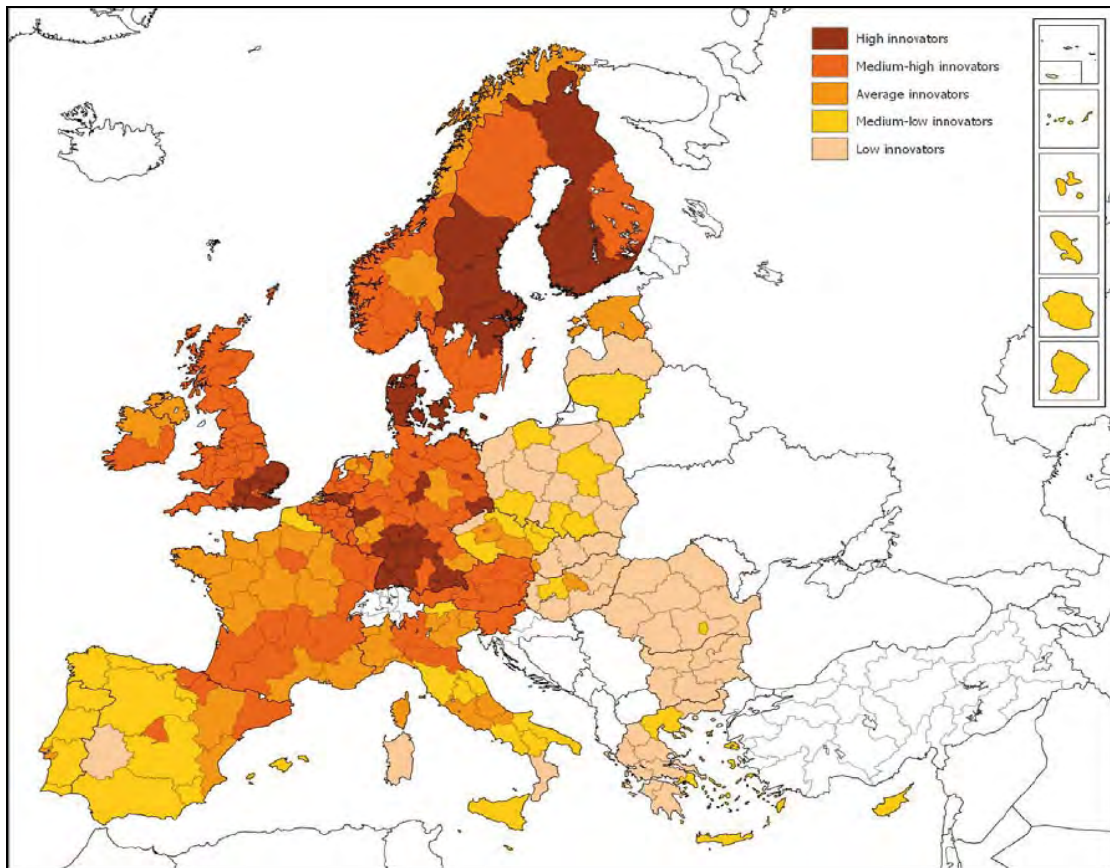 High innovators
Medium-high innovators
Average innovators
Medium-low innovators
Low innovators